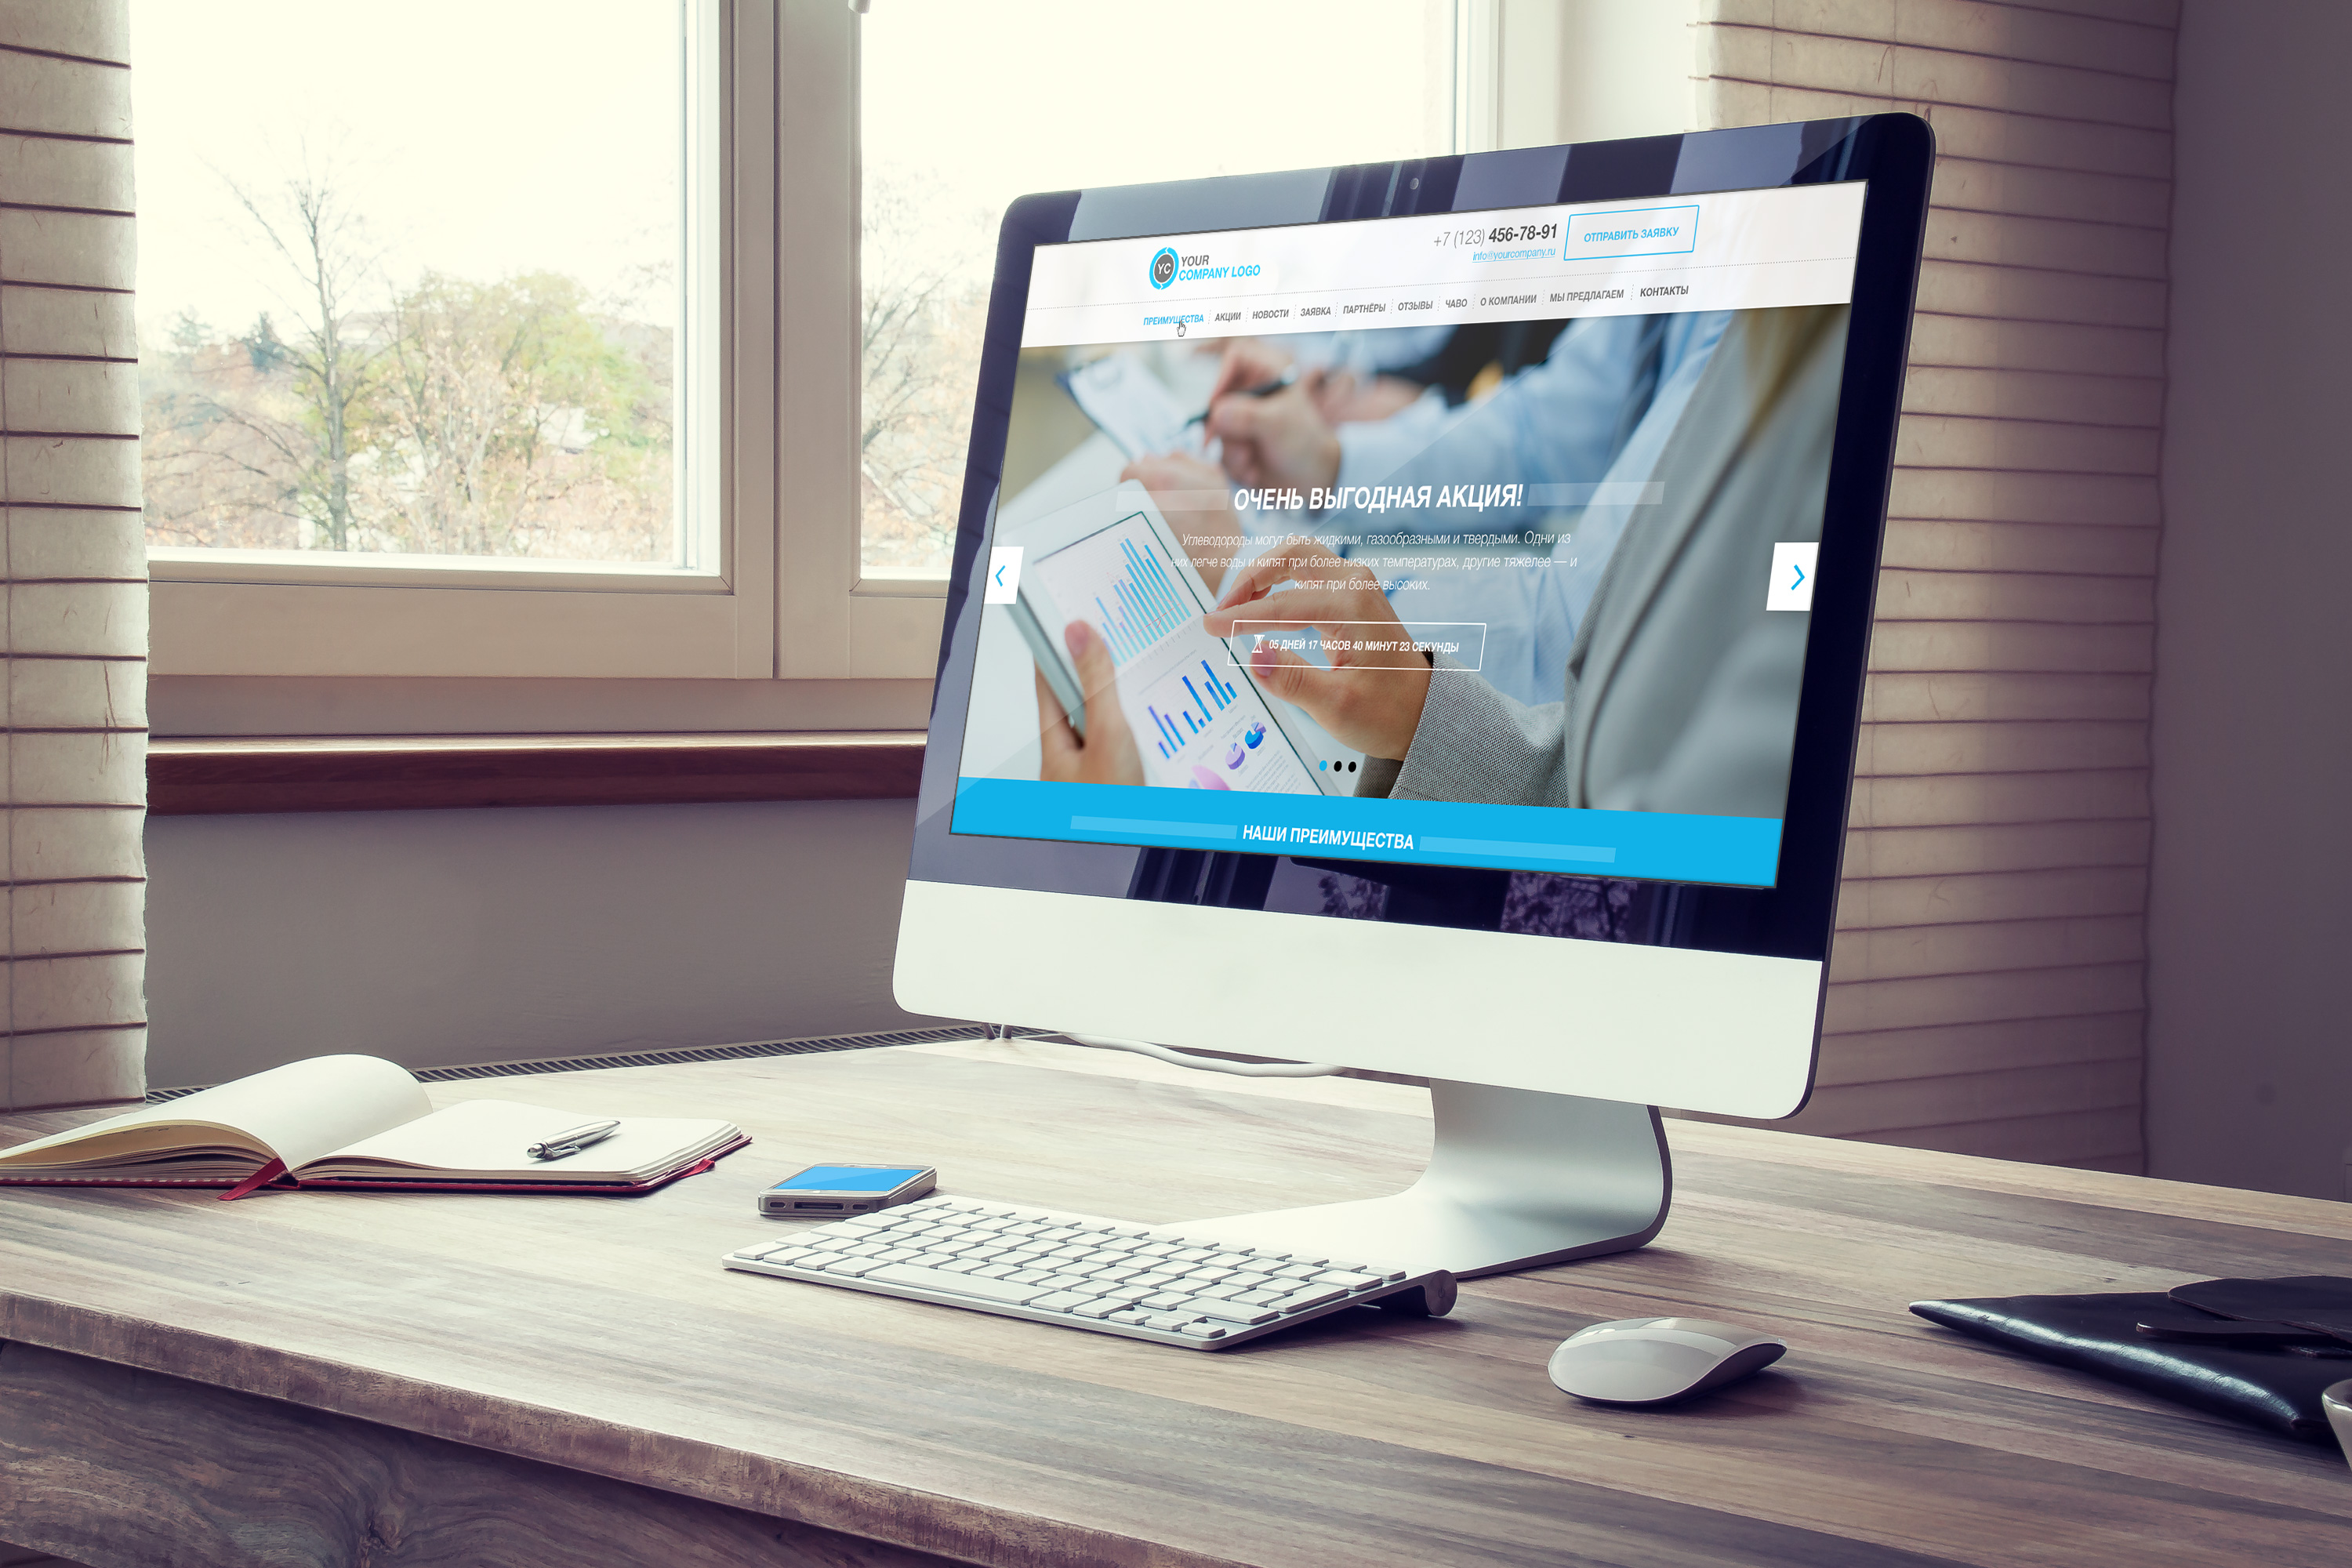 YC
YOUR
COMPANY LOGO
+7 (123) 456-78-91
info@yourcompany.ru
ОТПРАВИТЬ ЗАЯВКУ
ПРЕИМУЩЕСТВА АКЦИИ НОВОСТИ ЗАЯВКА ПАРТНЁРЫ ОТЗЫВЫ ЧАВО О КОМПАНИИ МЫ ПРЕДЛАГАЕМ КОНТАКТЫ
ОЧЕНЬ ВЫГОДНАЯ АКЦИЯ!
Углеводороды могут быть жидкими, газообразными и твердыми. Одни из
них легче воды и кипят при более низких температурах, другие тяжелее — и
кипят при более высоких.
05 ДНЕЙ 17 ЧАСОВ 40 МИНУТ 23 СЕКУНДЫ
НАШИ ПРЕИМУЩЕСТВА